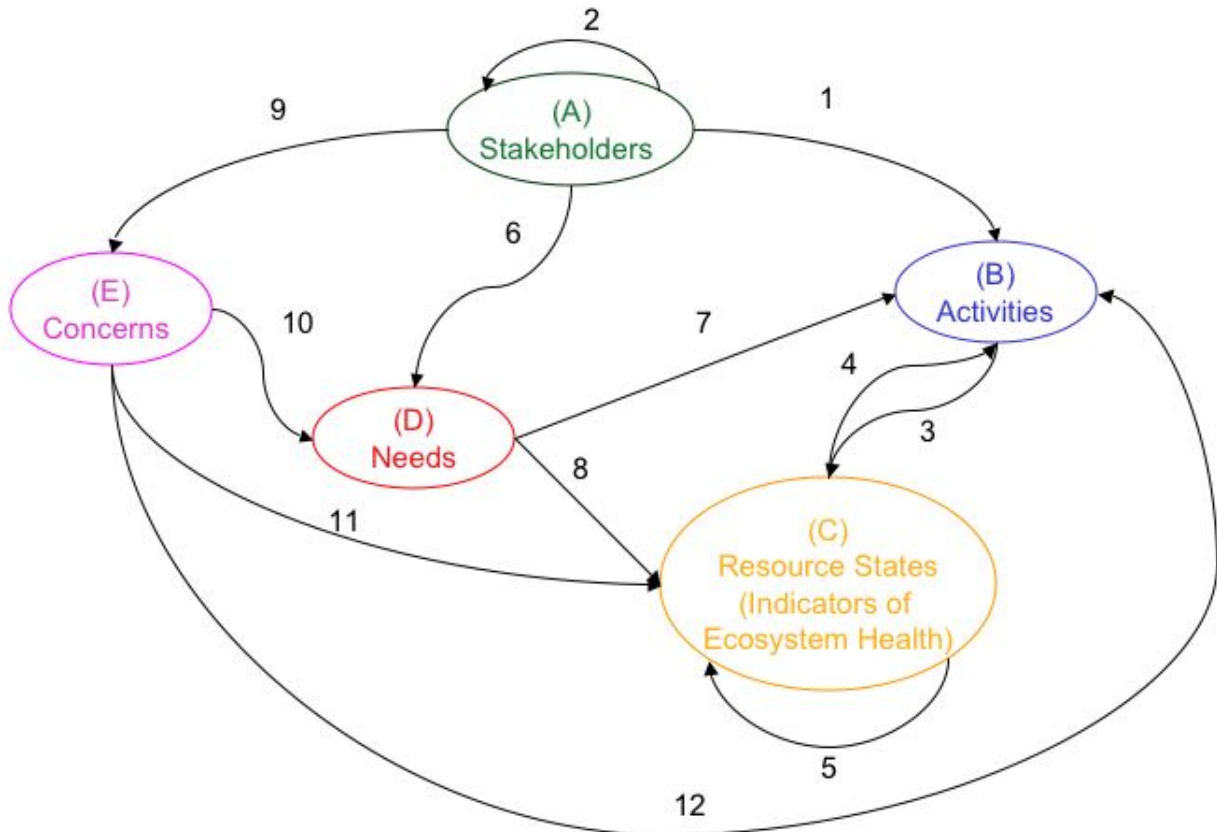 2
9
1
(A)
Stakeholders
6
(E)
Concerns
10
7
(B)
Activities
4
3
(D)
Needs
8
11
(C)
Resource States
(Indicators of
Ecosystem Health)
5
12